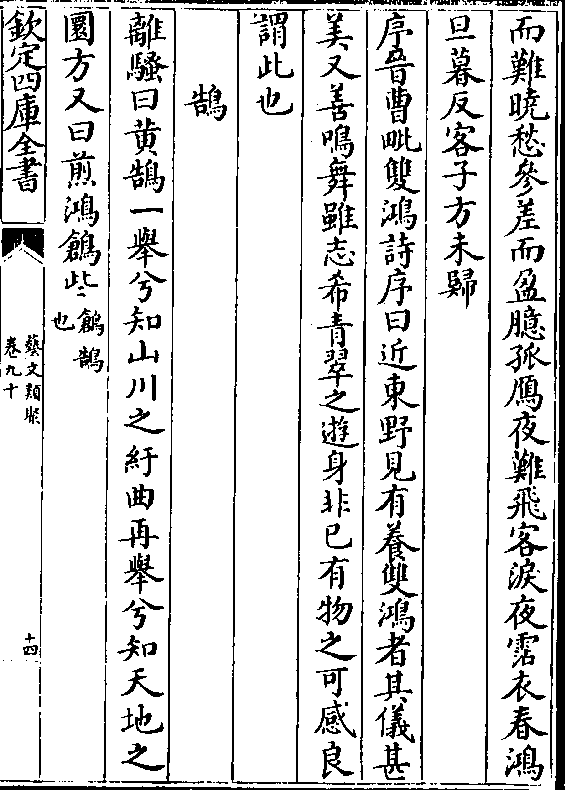 而難曉愁參差而盈臆孤鴈夜難飛客淚夜霑衣春鴻
旦暮反客子方未歸
序晉曹毗雙鴻詩序曰近東野見有養雙鴻者其儀甚
美又善鳴舞雖志希青翠之遊身非已有物之可感良
謂此也
鵠
離騷曰黄鵠一舉兮知山川之紆曲再舉兮知天地之
圜方又曰煎鴻鶬些鶬鵠也
欽定四庫全書
藝文類聚
卷九十
十四